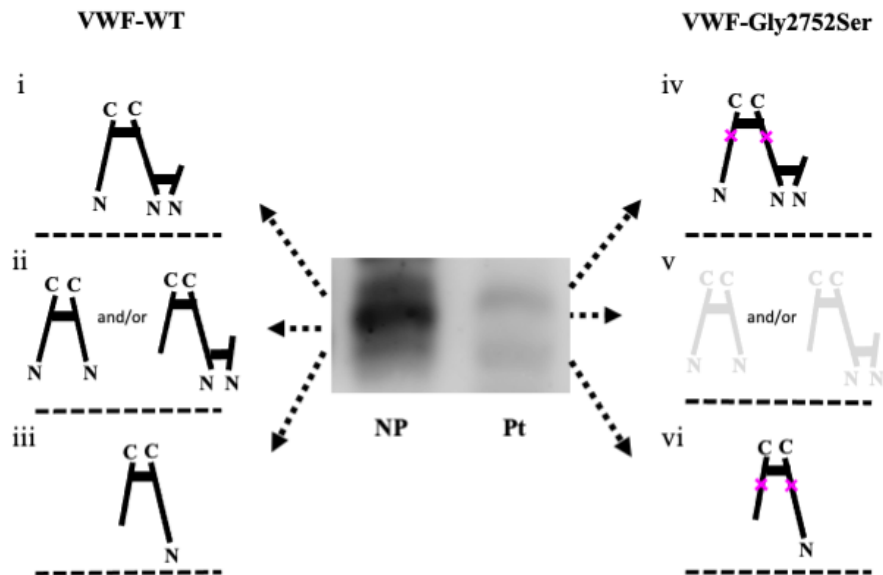 VWF-WT
i
C C
N N N
ii
C C and/or C C
N N N N
iii
C C
N
NP Pt
VWF-Gly2752Ser
iv
C C
N N N
v
C C and/or C C
N N N N
vi
C C
N